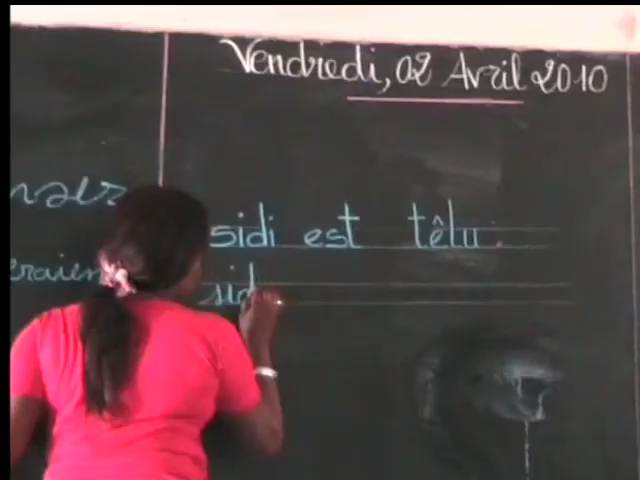 Vendredi, 02 Avril 2010
sidi est têtu.
sid